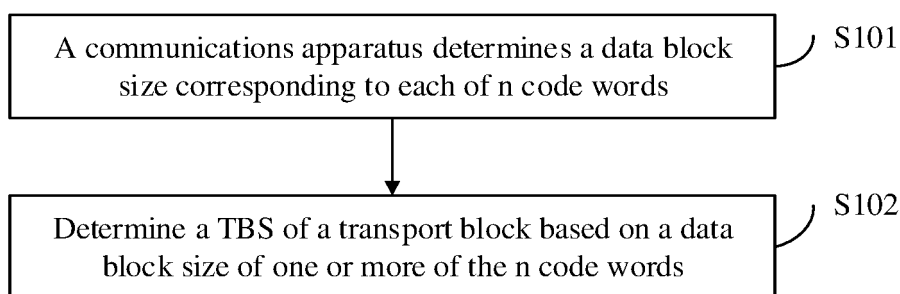 A communications apparatus determines a data block
size corresponding to each of n code words
S101
Determine a TBS of a transport block based on a data
block size of one or more of the n code words
S102